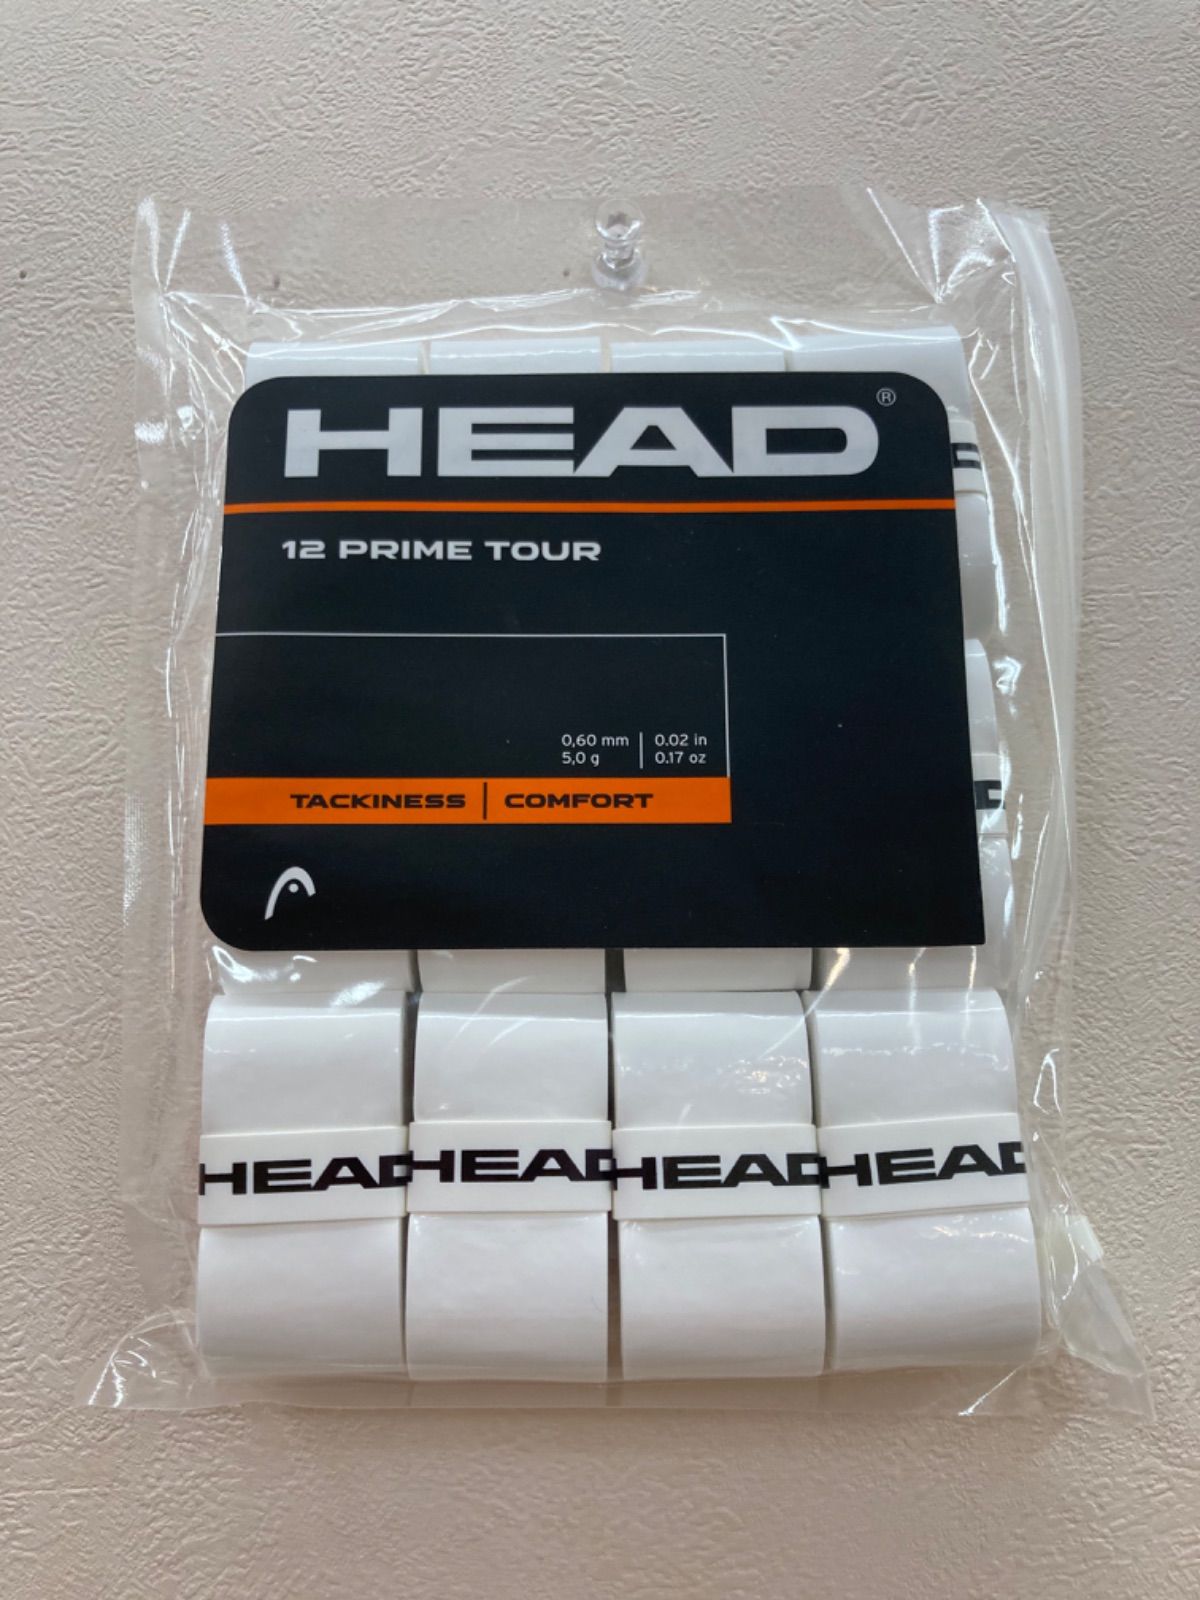 HEAD®
12 PRIME TOUR
0,60 mm | 0.02 in
5,0 g | 0.17 oz
TACKINESS | COMFORT
HEAD HEAD HEAD HEAD